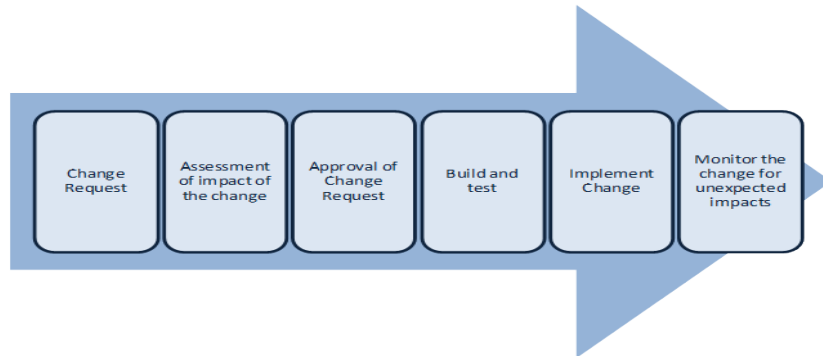 Change
Request
Assessment
of impact of
the change
Approval of
Change
Request
Build and
test
Implement
Change
Monitor the
change for
unexpected
impacts